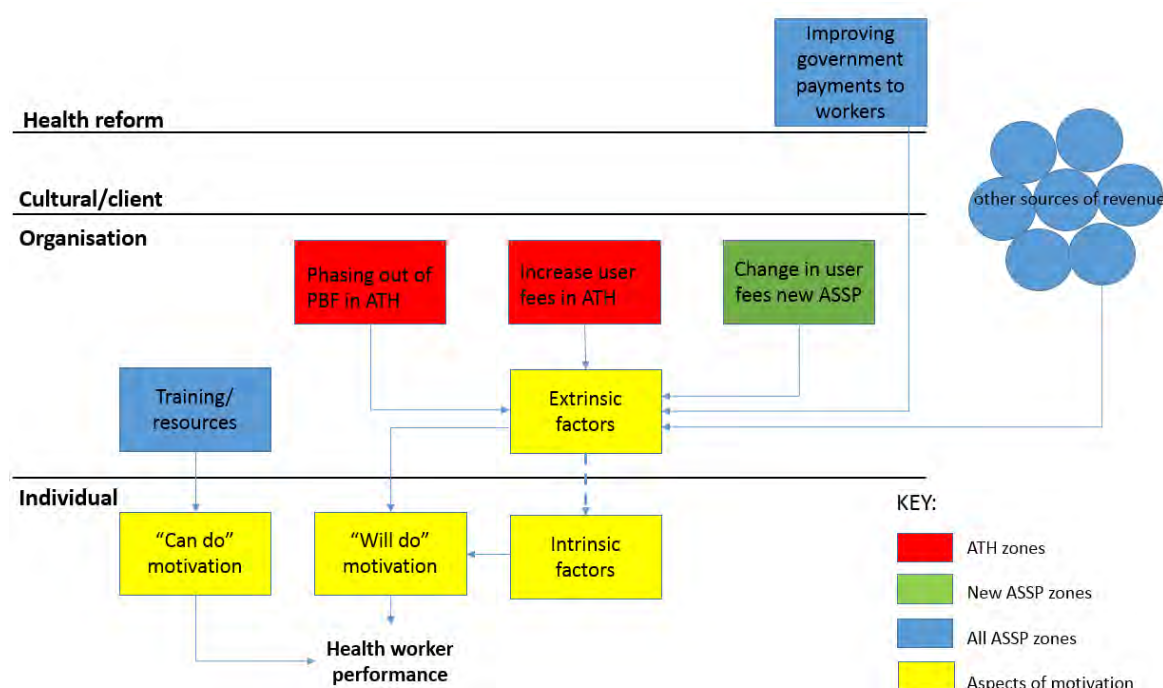 Improving
government
payments to
workers
Health reform
Cultural/client
other sources of revenue
Organisation
Phasing out of
PBF in ATH
Increase user
fees in ATH
Change in user
fees new ASSP
Training/
resources
Extrinsic
factors
Individual
"Can do"
motivation
"Will do"
motivation
Intrinsic
factors
Health worker
performance
KEY:
ATH zones
New ASSP zones
All ASSP zones
Aspects of motivation